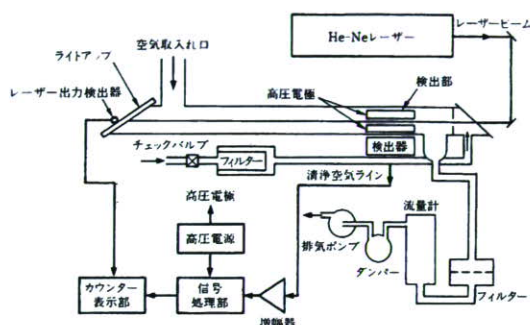 空気取入れ口
ライトアップ
レーザー出力検出器
He-Neレーザー
レーザービーム
検出部
高圧電極
検出器
チェックバルブ
フィルター
清浄空気ライン
高圧電極
流量計
排気ポンプ
ダンパー
高圧電源
カウンター
表示部
信号
処理部
増幅器
フィルター